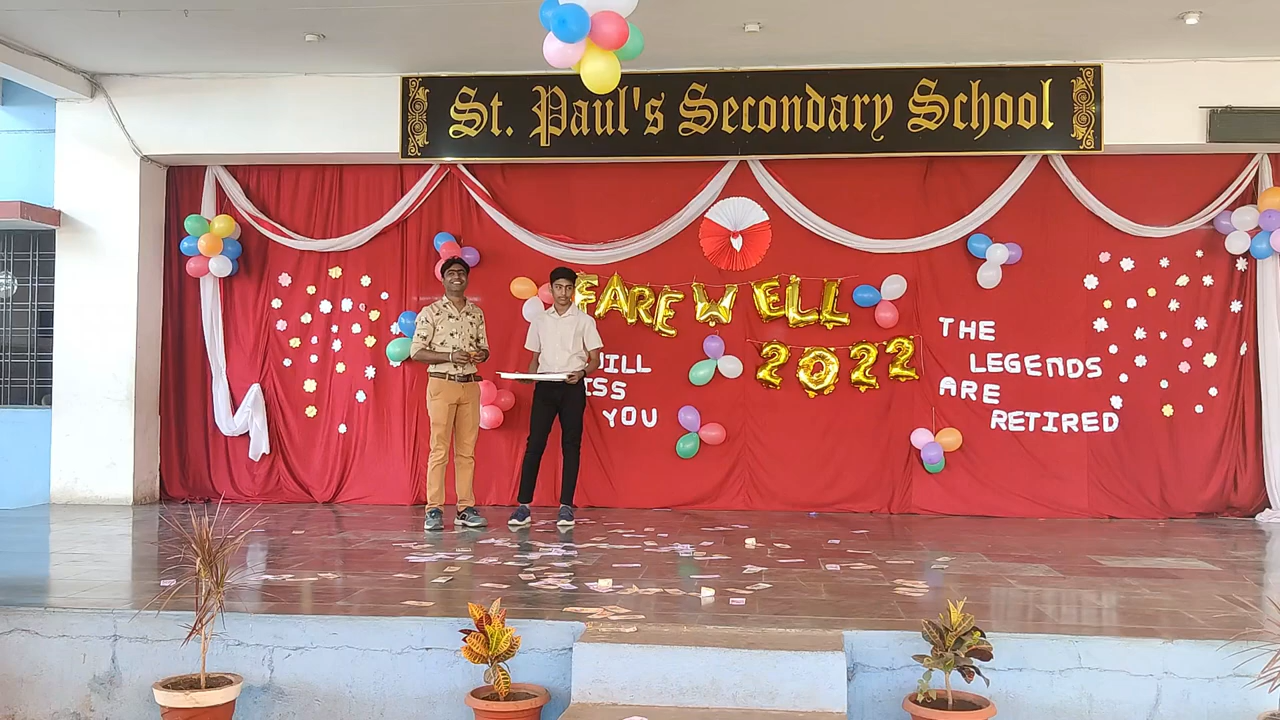 St. Paul's Secondary School
FAREWELL
2022
YOU
THE
LEGENDS
ARE
RETIRED